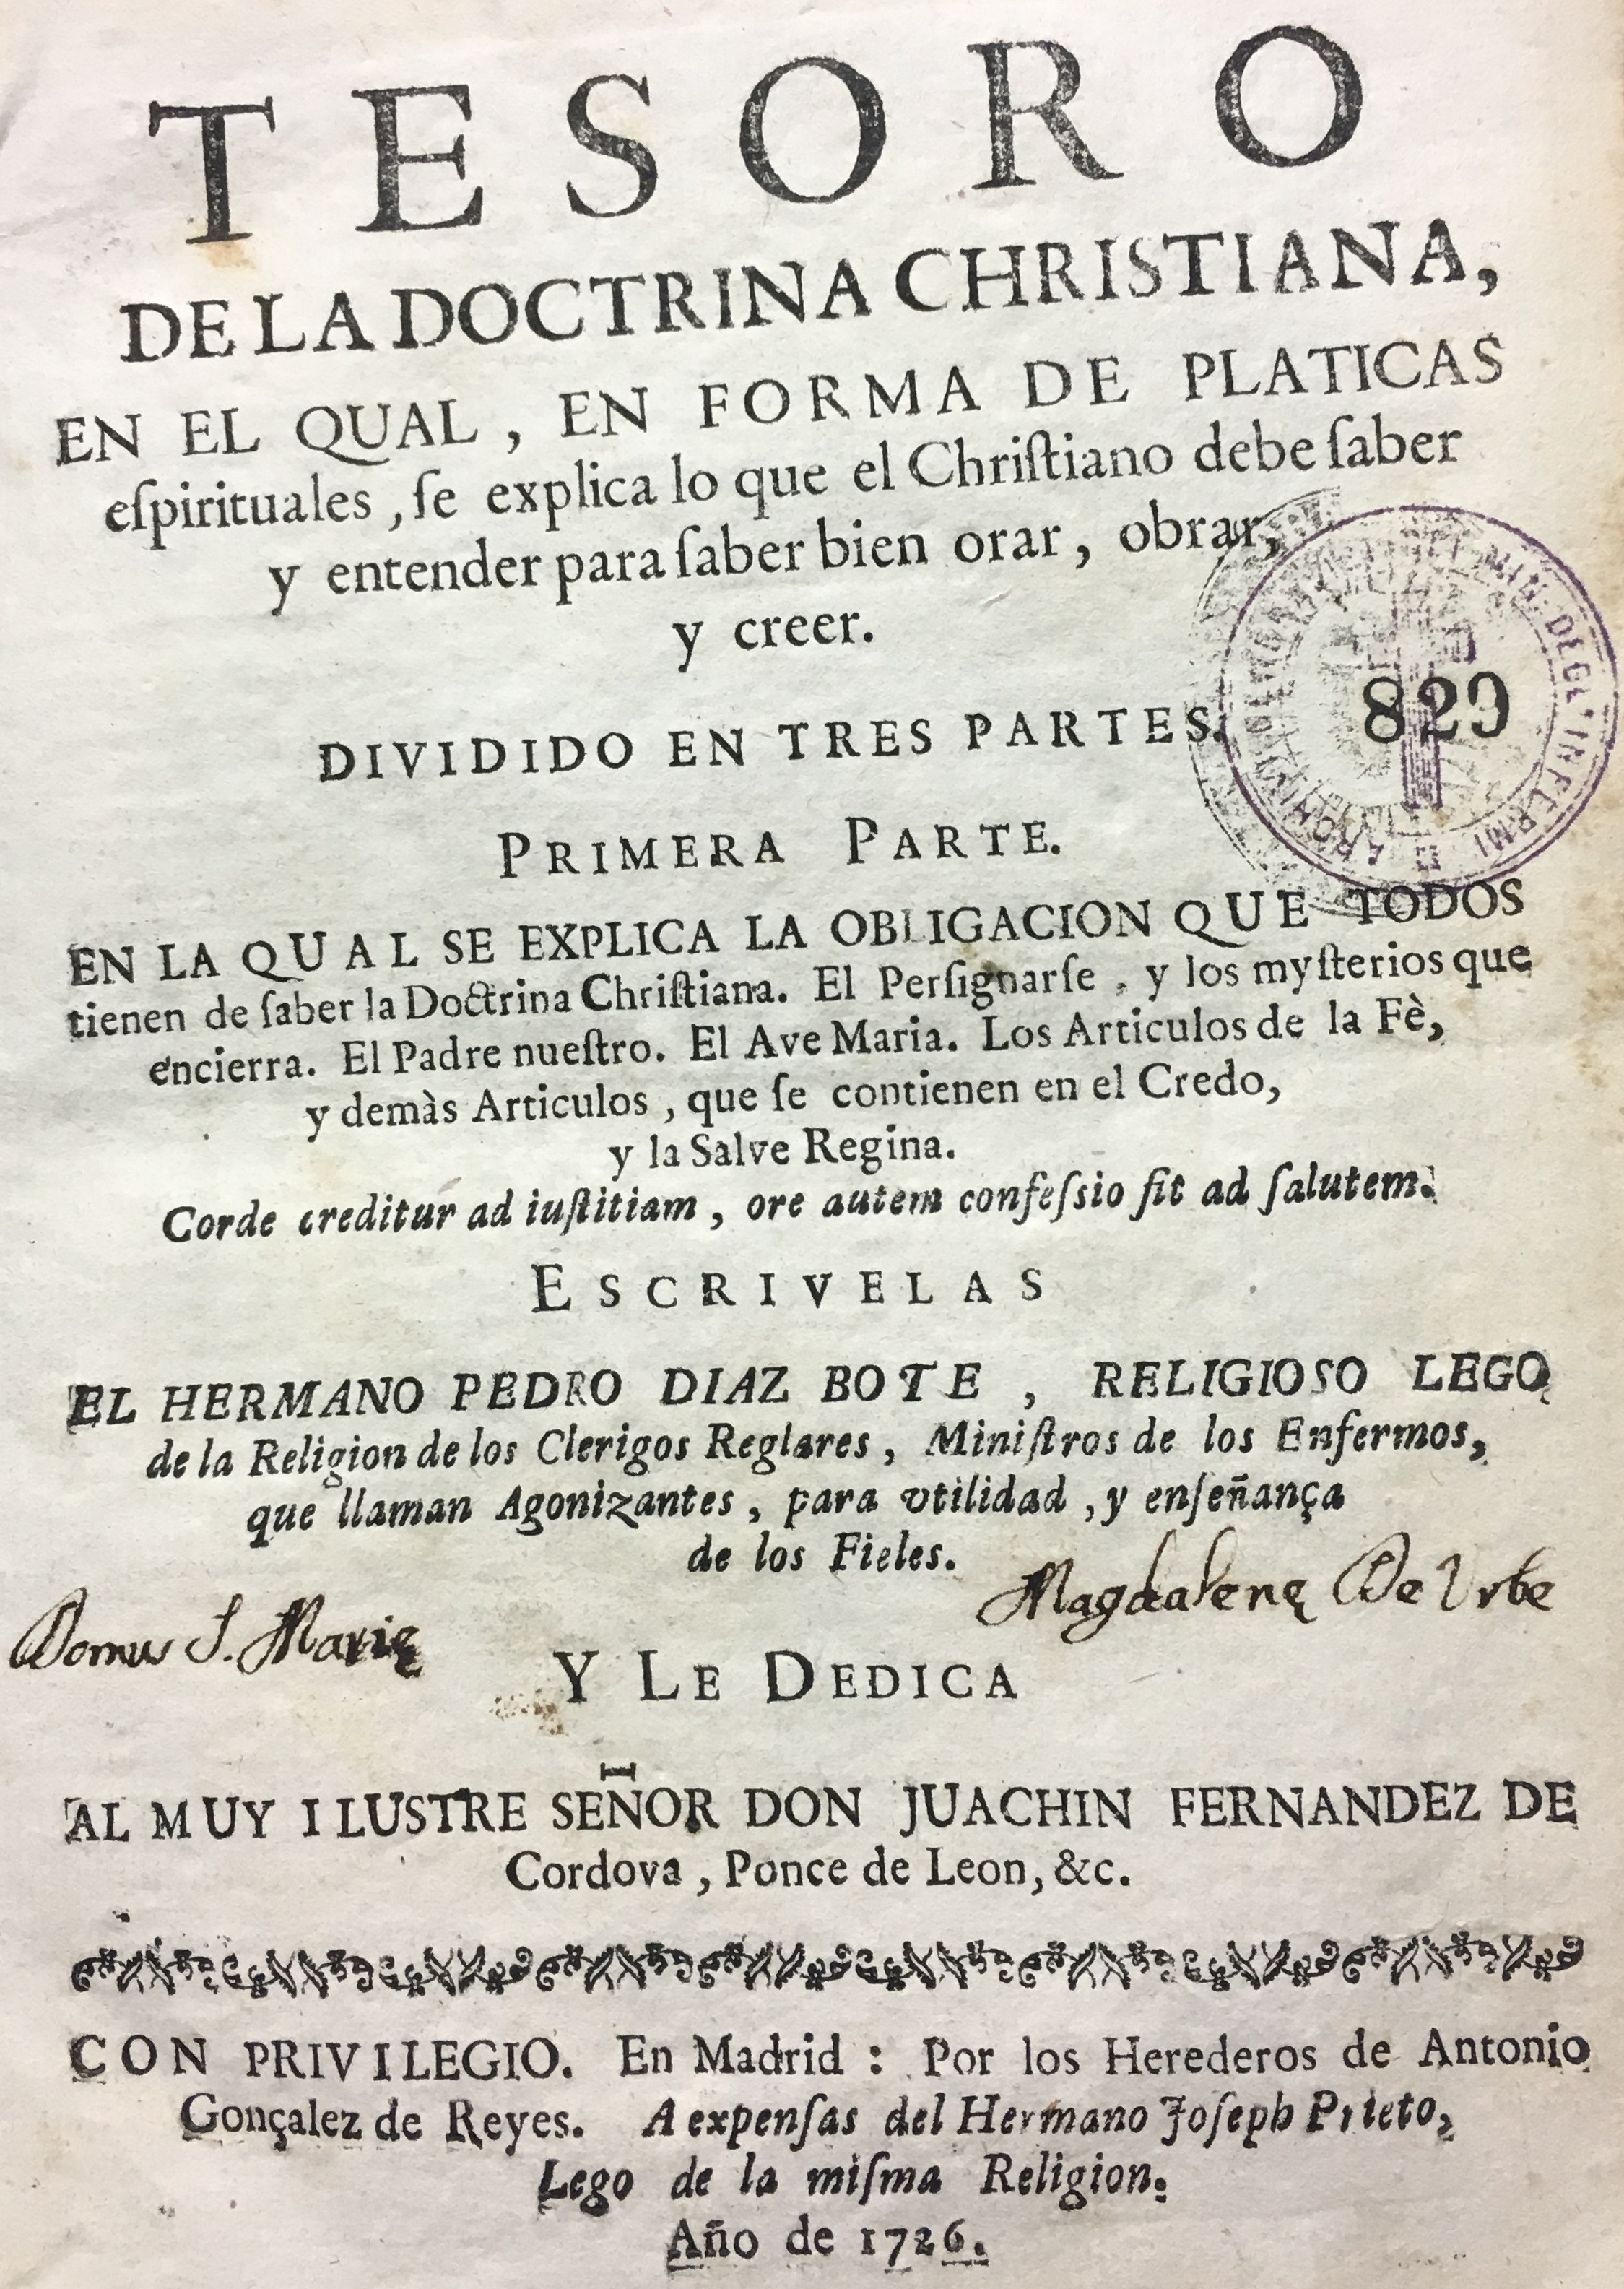 TESORO
DE LA DOCTRINA CHRISTIANA,
EN EL QUAL, EN FORMA DE PLATICAS
eſpirituales, ſe explica lo que el Chriſtiano debe ſaber
y entender para ſaber bien orar, obrar,
y creer.
DIVIDIDO EN TRES PARTES.
829
PRIMERA PARTE.
DEGL' INFERMI
EN LA QUAL SE EXPLICA LA OBLIGACION QUE TODOS
tienen de ſaber la Doctrina Chriſtiana. El Perſignarſe, y los myſterios que
encierra. El Padre nueſtro. El Ave Maria. Los Articulos de la Fè,
y demàs Articulos, que ſe contienen en el Credo,
y la Salve Regina.
Corde creditur ad iuſtitiam, ore autem confeſsio fit ad ſalutem.
ESCRIVELAS
EL HERMANO PEDRO DIAZ BOTE, RELIGIOSO LEGO
de la Religion de los Clerigos Reglares, Miniſtros de los Enfermos,
que llaman Agonizantes, para vtilidad, y enſeñança
de los Fieles.
Domus S. Marię Magdalenę De Vrbe
Y LE DEDICA
AL MUY ILUSTRE SEÑOR DON JUACHIN FERNANDEZ DE
Cordova, Ponce de Leon, &c.
CON PRIVILEGIO. En Madrid: Por los Herederos de Antonio
Gonçalez de Reyes. A expenſas del Hermano Joſeph Prieto,
Lego de la miſma Religion.
Año de 1726.